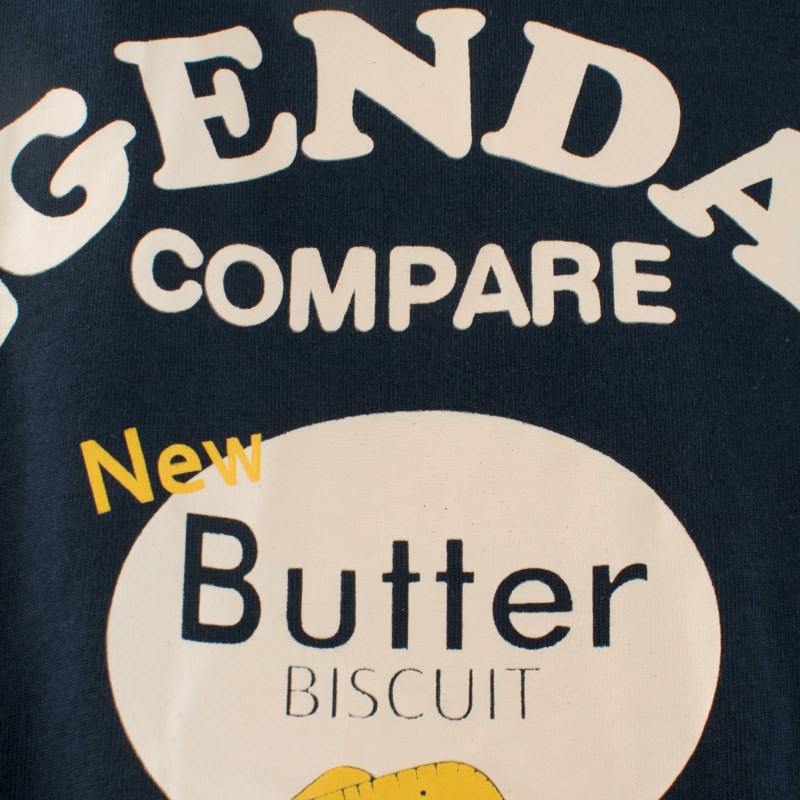 GENDA
COMPARE
New
Butter
BISCUIT